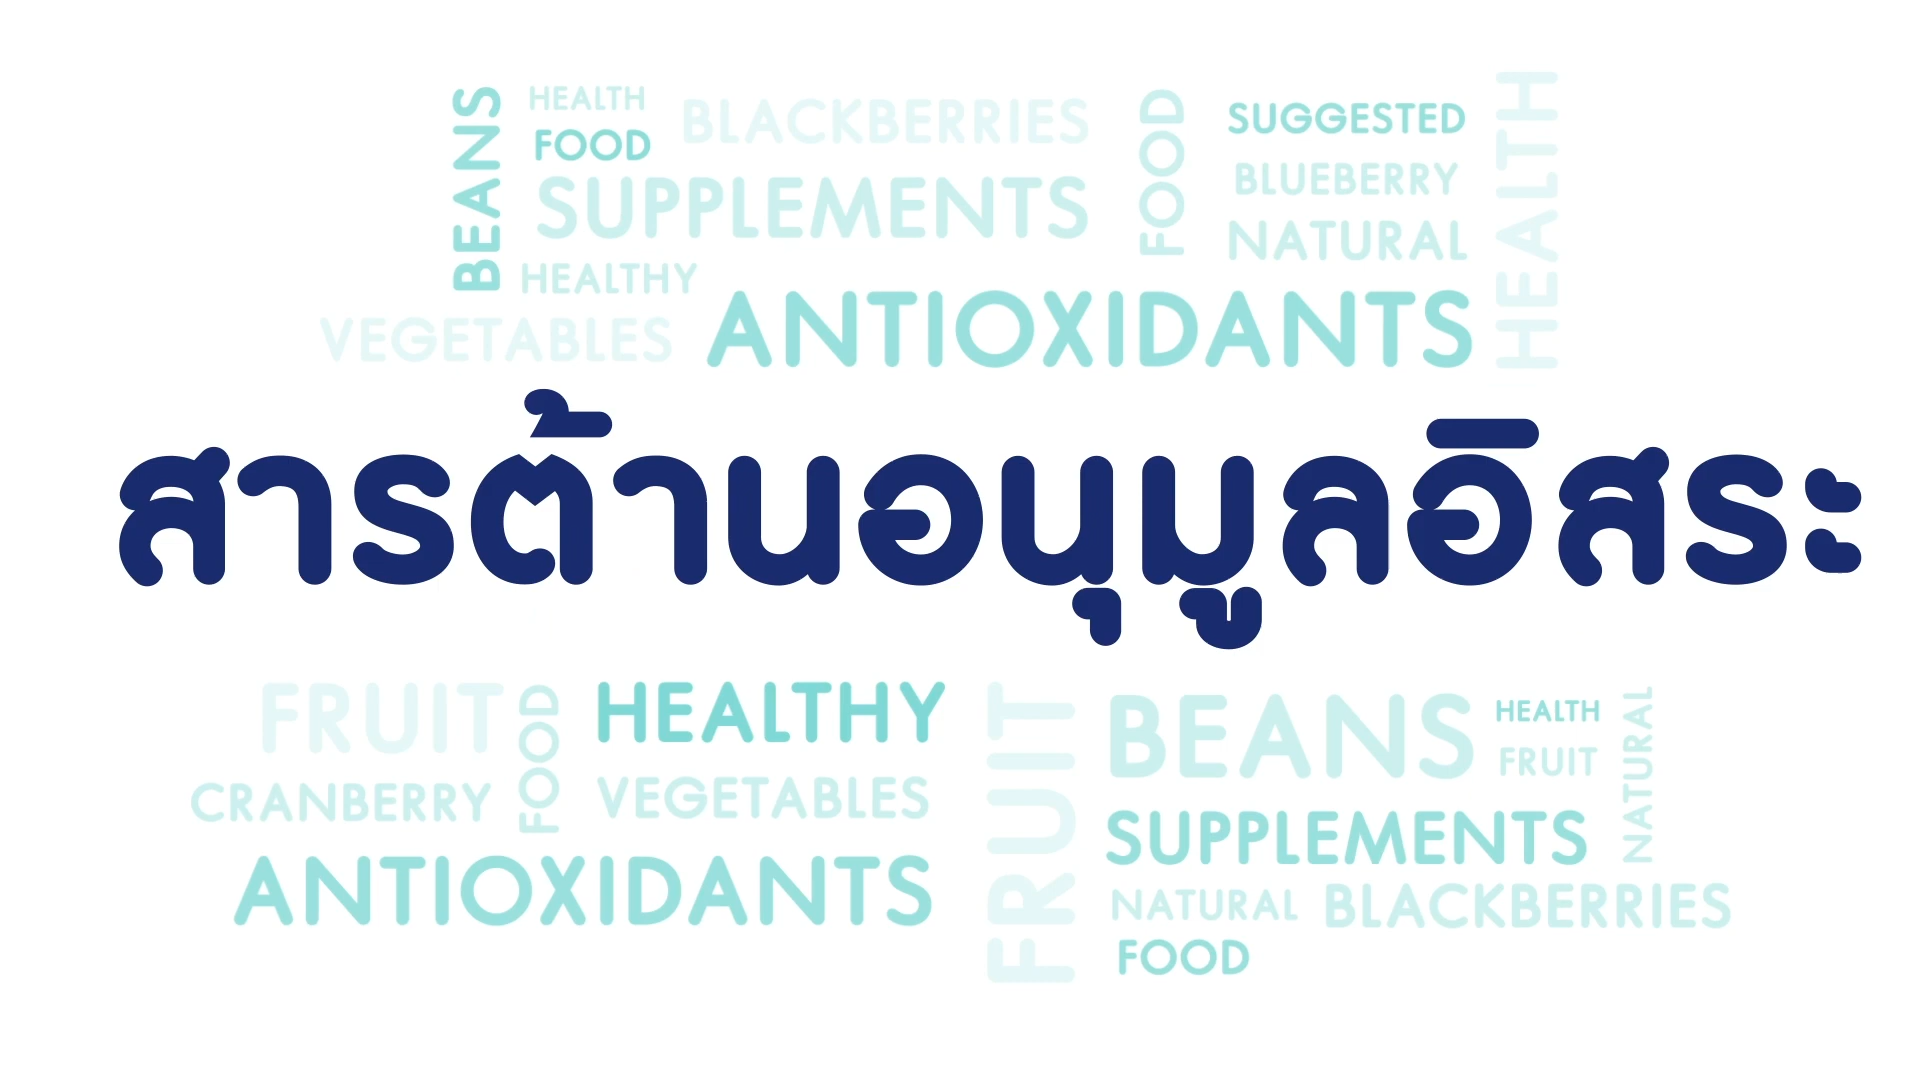 BEANS
HEALTH
FOOD
BLACKBERRIES
SUPPLEMENTS
HEALTHY
VEGETABLES
ANTIOXIDANTS
FOOD
SUGGESTED
BLUEBERRY
NATURAL
HEALTH
สารต้านอนุมูลอิสระ
FRUIT
FOOD
HEALTHY
CRANBERRY
VEGETABLES
ANTIOXIDANTS
FRUIT
BEANS
HEALTH
FRUIT
NATURAL
SUPPLEMENTS
NATURAL BLACKBERRIES
FOOD